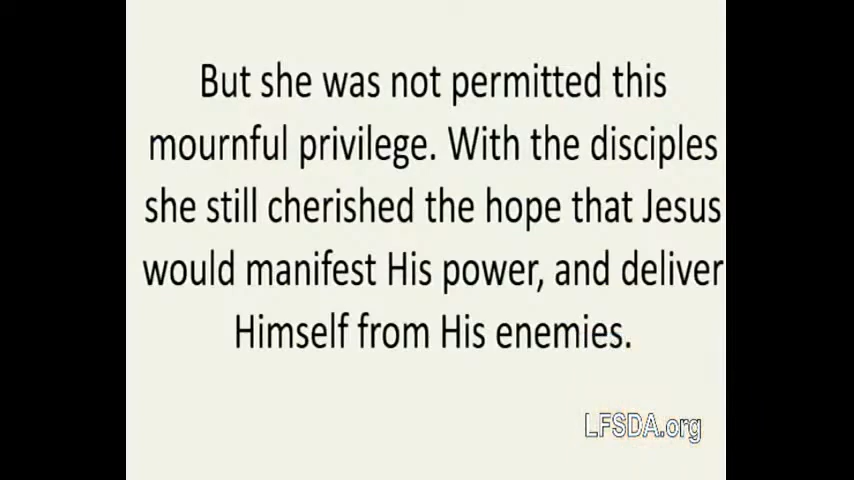 But she was not permitted this
mournful privilege. With the disciples
she still cherished the hope that Jesus
would manifest His power, and deliver
Himself from His enemies.
LFSDA.org